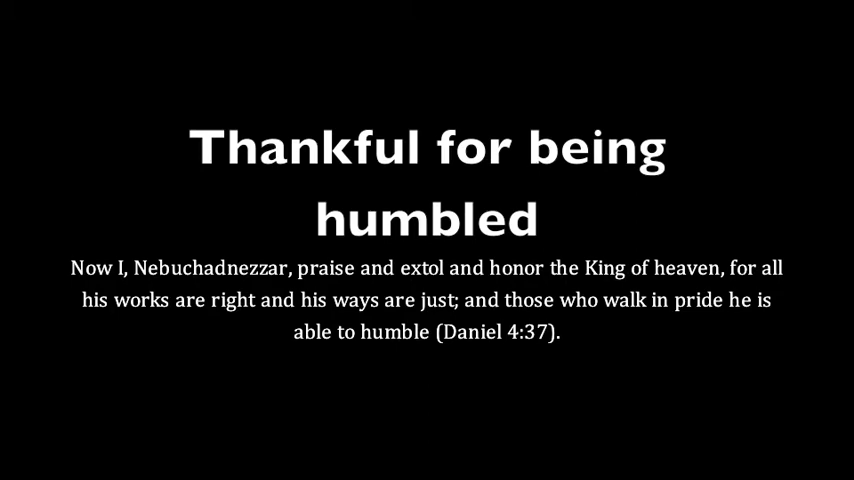 Thankful for being
humbled
Now I, Nebuchadnezzar, praise and extol and honor the King of heaven, for all
his works are right and his ways are just; and those who walk in pride he is
able to humble (Daniel 4:37).